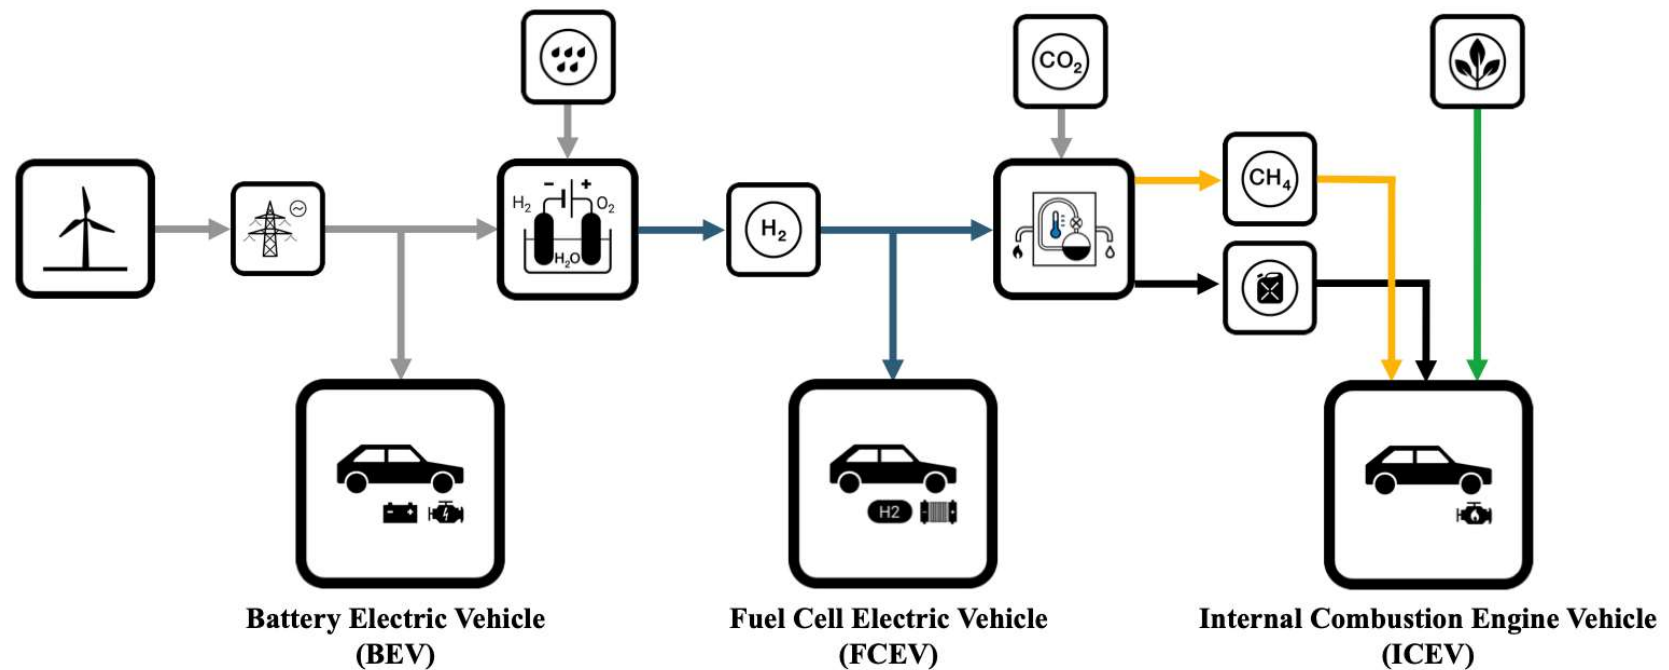 CO₂
- +
H₂ O₂
H₂O
H₂
CH₄
H2
Battery Electric Vehicle
(BEV)
Fuel Cell Electric Vehicle
(FCEV)
Internal Combustion Engine Vehicle
(ICEV)